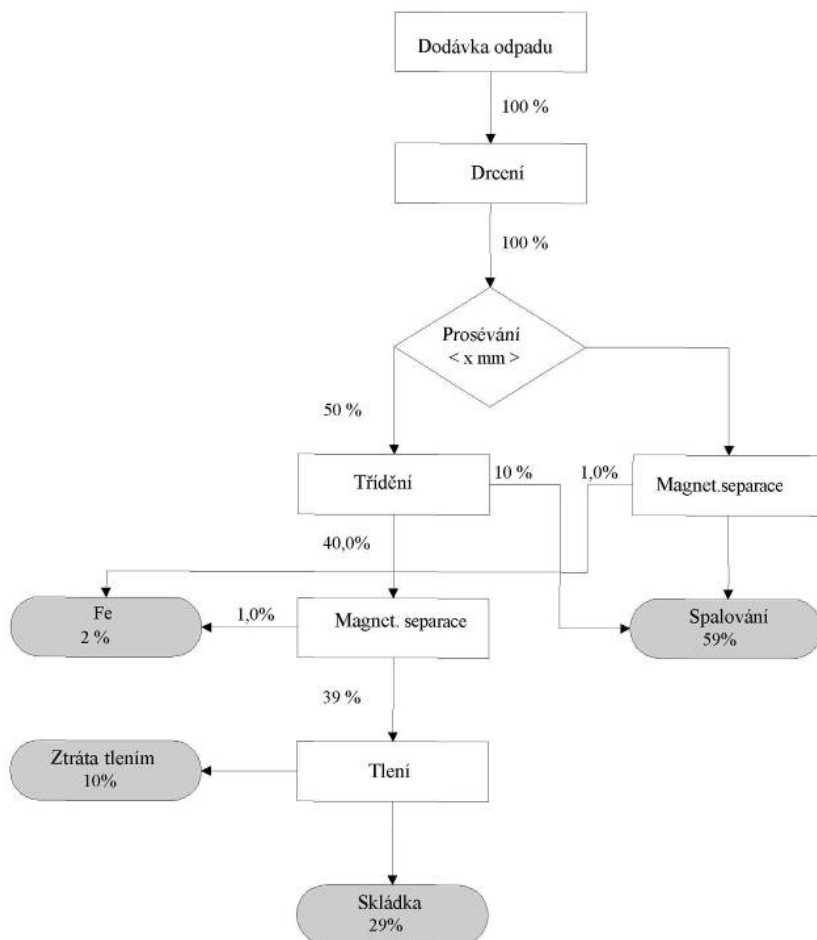 Dodávka odpadu
100 %
Drcení
100 %
Prosévání
< x mm >
50 %
Třídění
10 %
1,0%
Magnet.separace
40,0%
Fe
2 %
1,0%
Magnet. separace
Spalování
59%
39 %
Ztráta tlením
10%
Tlení
Skládka
29%